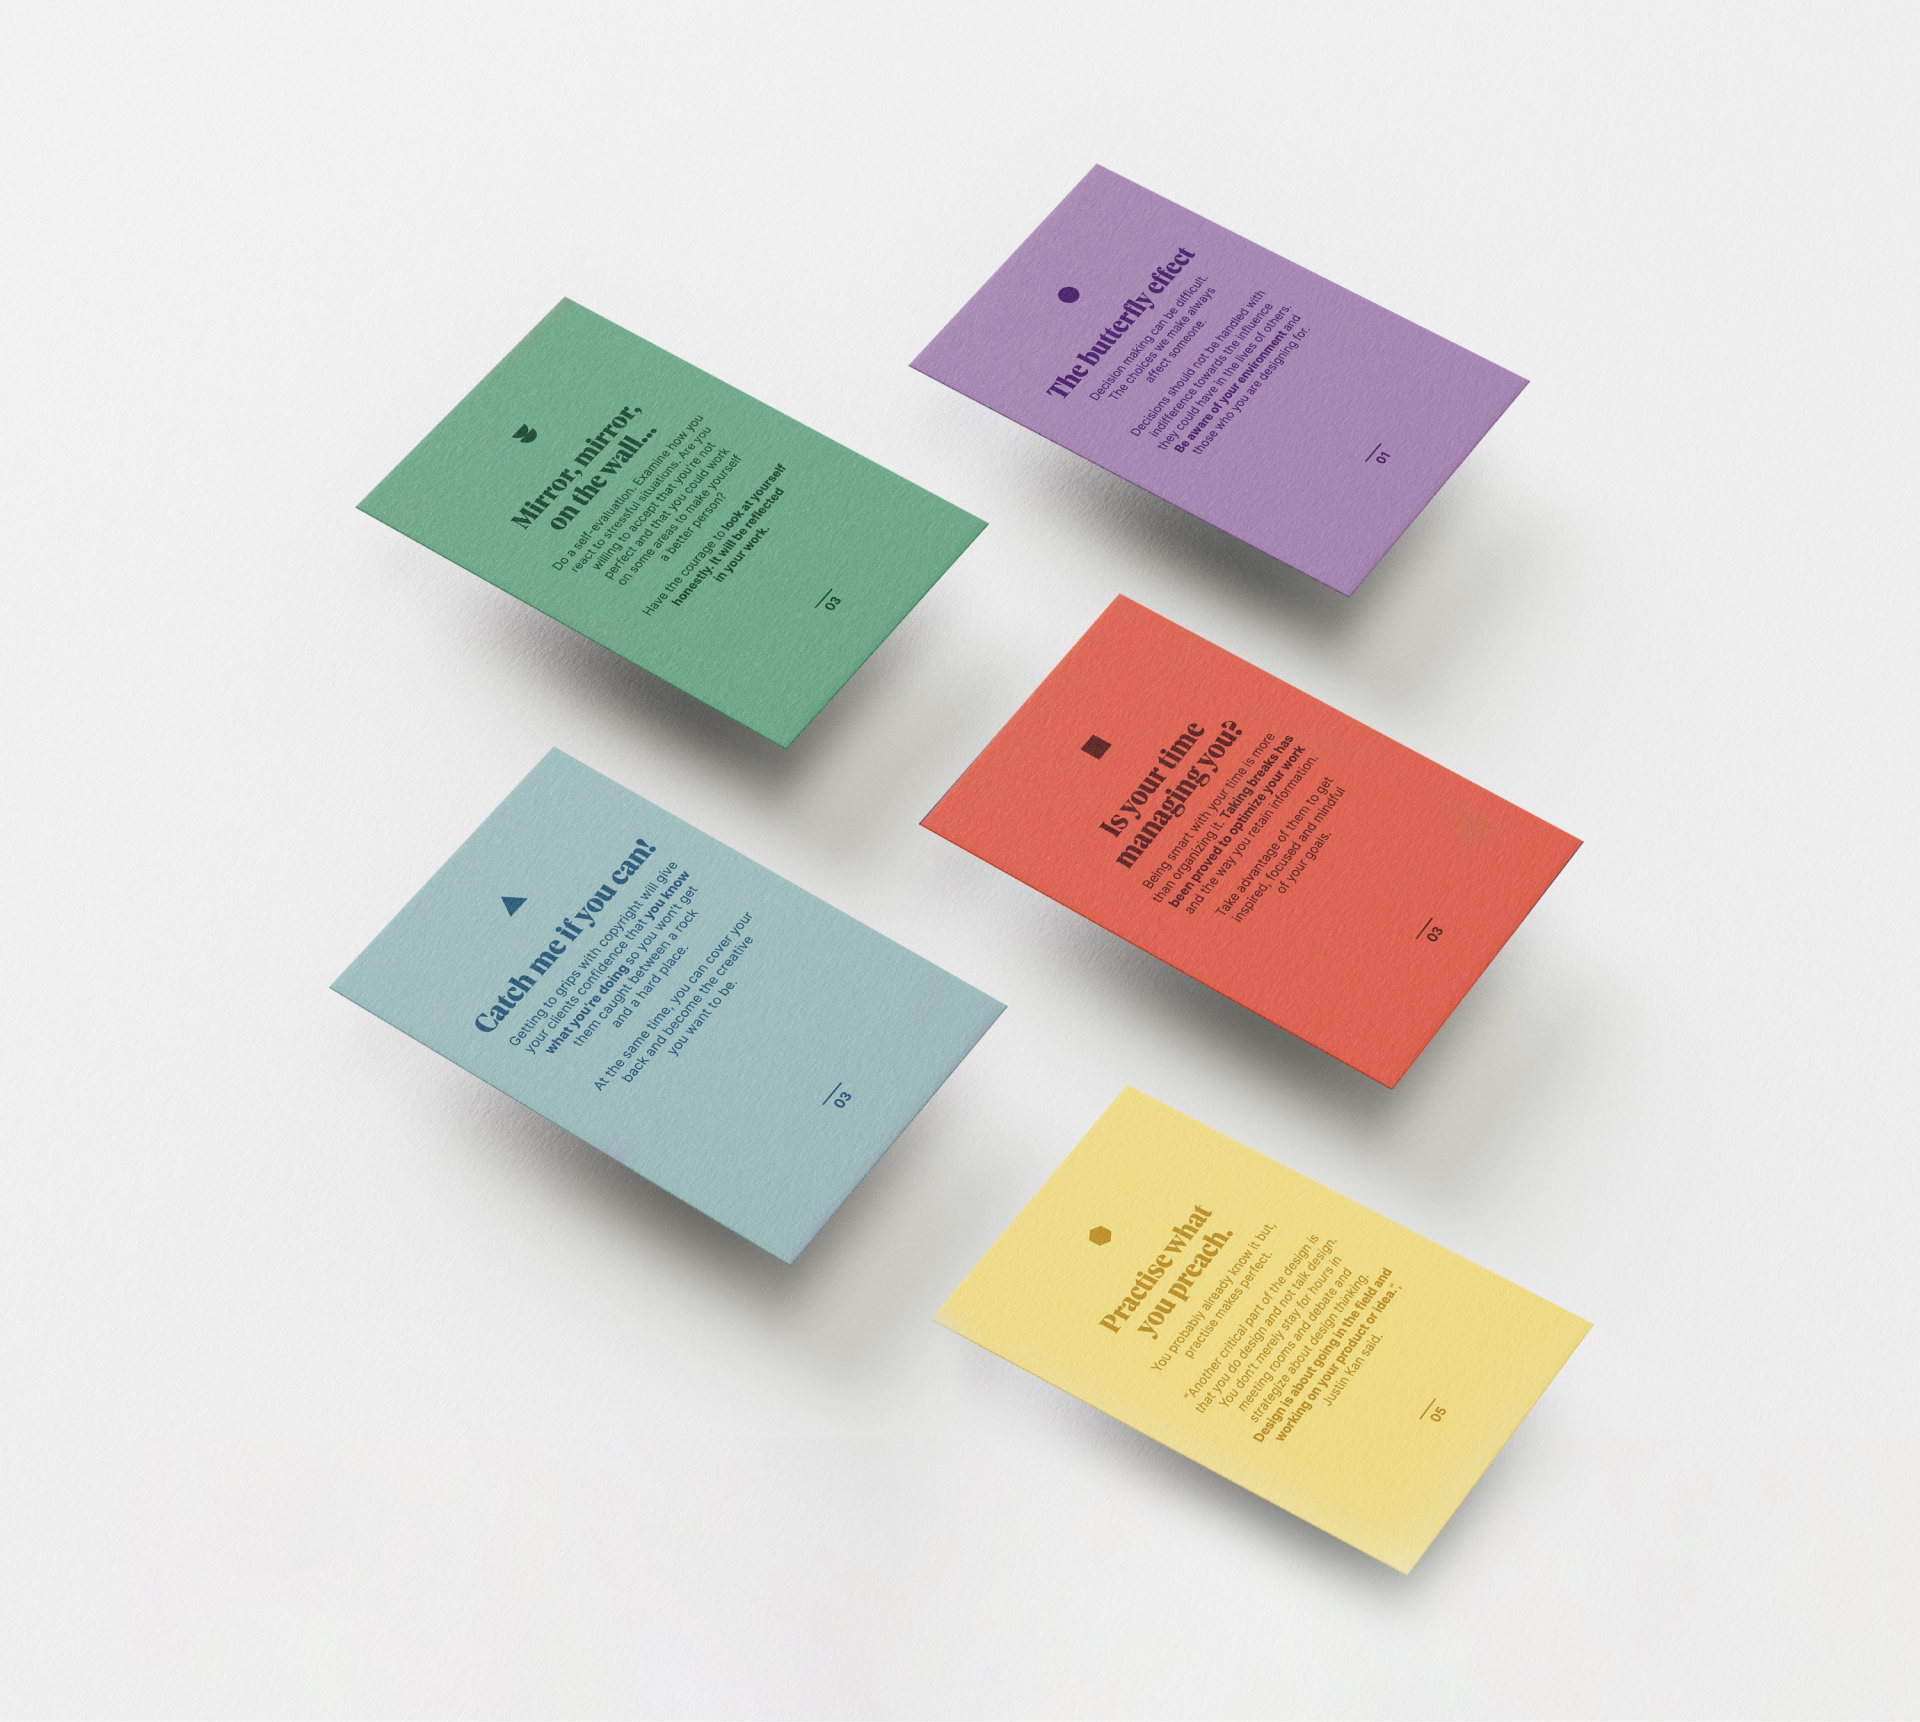 Mirror, mirror,
on the wall...
Do a self-evaluation. Examine how you
react to stressful situations. Are you
willing to accept that you're not
perfect and that you could work
on some areas to make yourself
a better person?
Have the courage to look at yourself
honestly. It will be reflected
in your work.
03
The butterfly effect
Decision making can be difficult.
The choices we make always
affect someone.
Decisions should not be handled with
indifference towards the influence
they could have in the lives of others.
Be aware of your environment and
those who you are designing for.
01
Catch me if you can!
Getting to grips with copyright will give
your clients confidence that you know
what you're doing so you won't get
them caught between a rock
and a hard place.
At the same time, you can cover your
back and become the creative
you want to be.
03
Is your time
managing you?
Being smart with your time is more
than organizing it. Taking breaks has
been proved to optimize your work
and the way you retain information.
Take advantage of them to get
inspired, focused and mindful
of your goals.
03
Practise what
you preach.
You probably already know it but,
practise makes perfect.
"Another critical part of the design is
that you do design and not talk design.
You don't merely stay for hours in
meeting rooms and debate and
strategize about design thinking.
Design is about going in the field and
working on your product or idea.",
Justin Kan said.
05